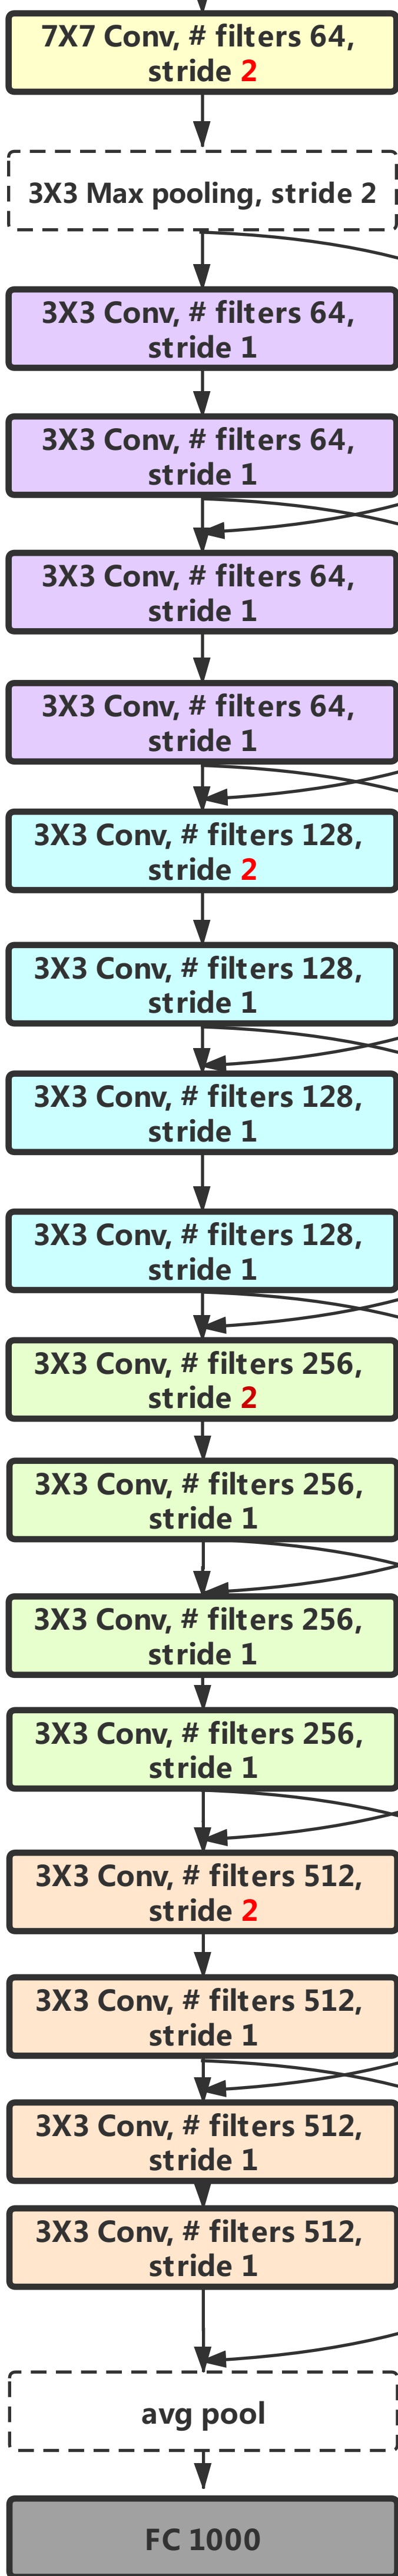 7X7 Conv, # filters 64,
stride 2
3X3 Max pooling, stride 2
3X3 Conv, # filters 64,
stride 1
3X3 Conv, # filters 64,
stride 1
3X3 Conv, # filters 64,
stride 1
3X3 Conv, # filters 64,
stride 1
3X3 Conv, # filters 128,
stride 2
3X3 Conv, # filters 128,
stride 1
3X3 Conv, # filters 128,
stride 1
3X3 Conv, # filters 128,
stride 1
3X3 Conv, # filters 256,
stride 2
3X3 Conv, # filters 256,
stride 1
3X3 Conv, # filters 256,
stride 1
3X3 Conv, # filters 256,
stride 1
3X3 Conv, # filters 512,
stride 2
3X3 Conv, # filters 512,
stride 1
3X3 Conv, # filters 512,
stride 1
3X3 Conv, # filters 512,
stride 1
avg pool
FC 1000